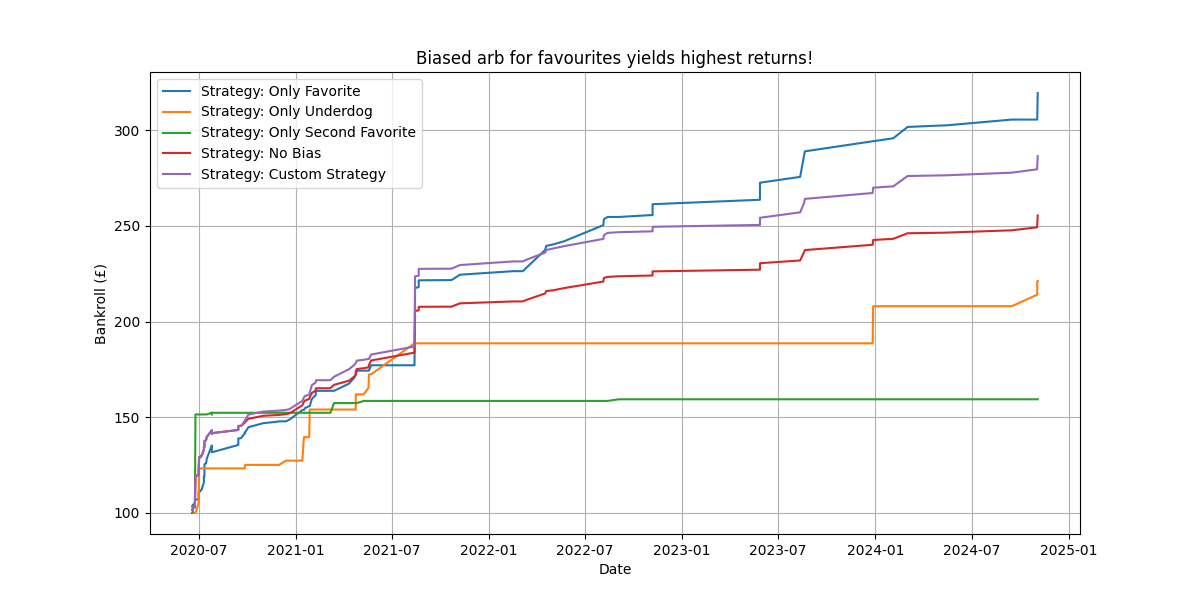 Biased arb for favourites yields highest returns!
Strategy: Only Favorite
Strategy: Only Underdog
Strategy: Only Second Favorite
Strategy: No Bias
Strategy: Custom Strategy
Bankroll (£)
300
250
200
150
100
2020-07 2021-01 2021-07 2022-01 2022-07 2023-01 2023-07 2024-01 2024-07 2025-01
Date